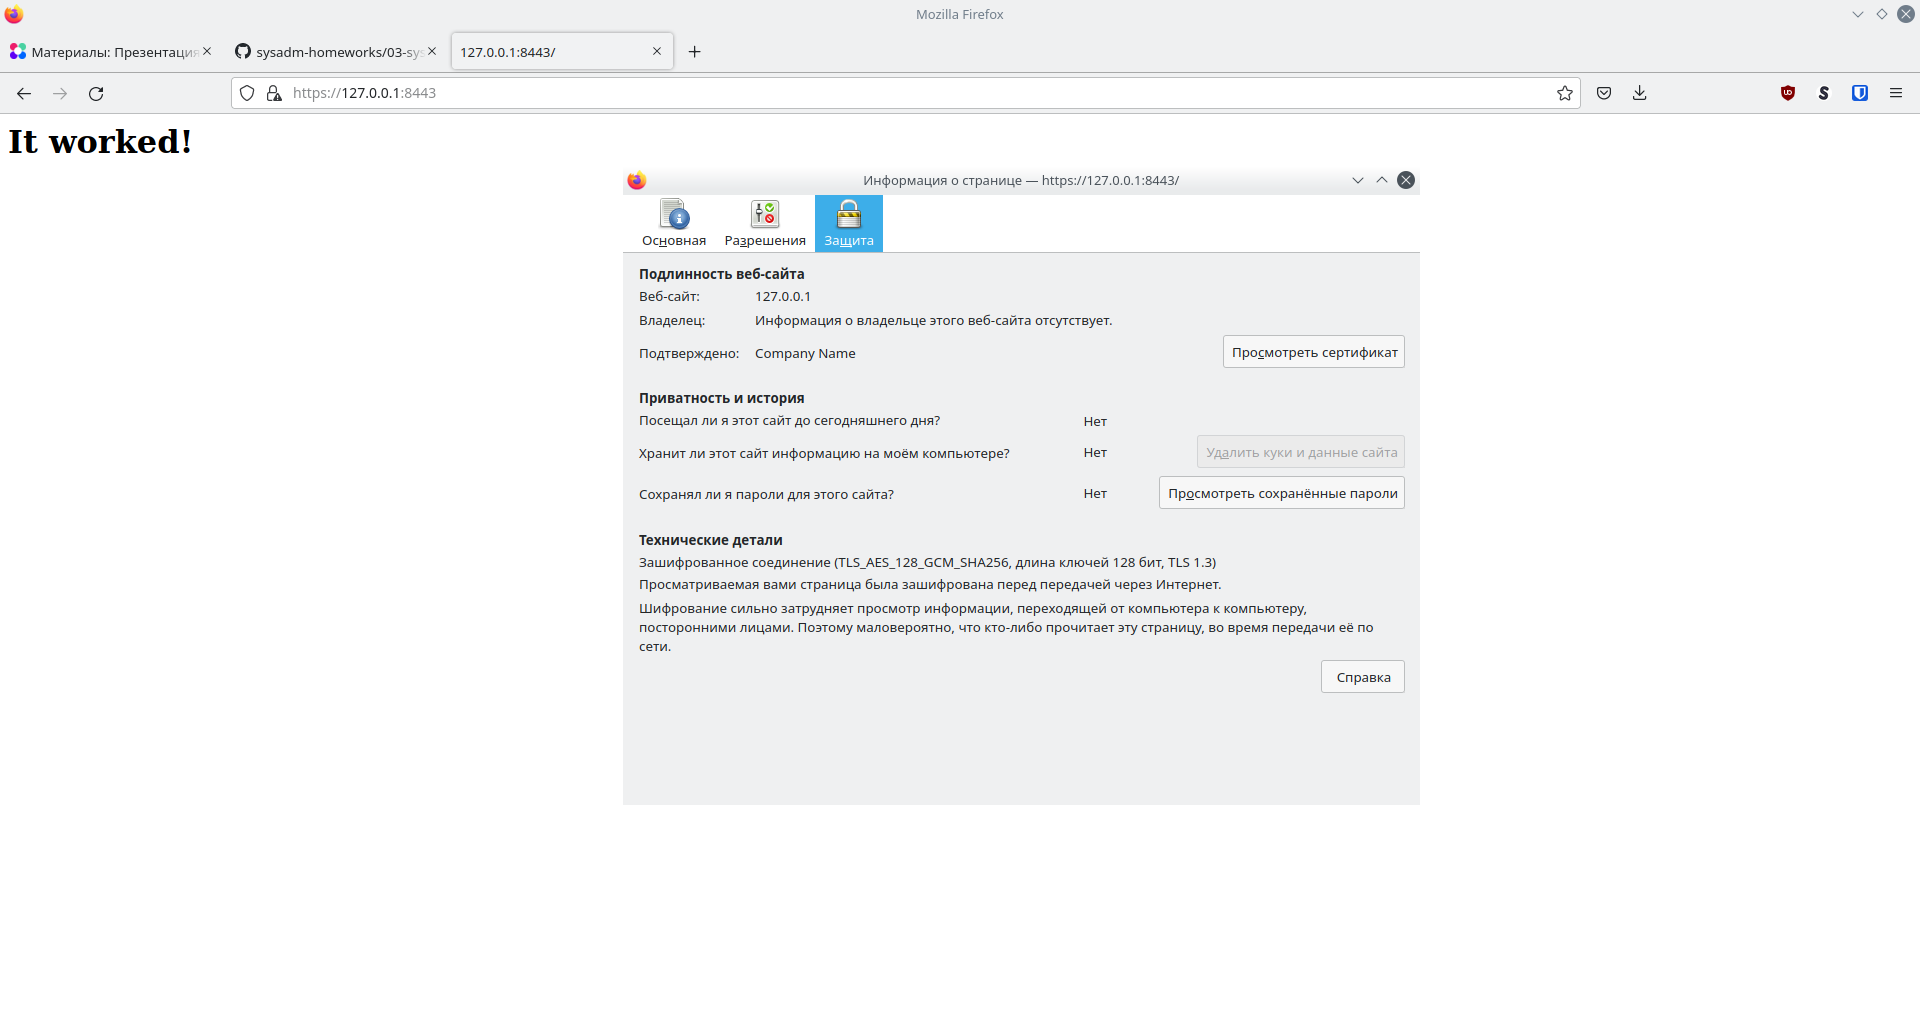 Mozilla Firefox
Материалы: Презентация
sysadm-homeworks/03-sys
127.0.0.1:8443/
https://127.0.0.1:8443
It worked!
Информация о странице — https://127.0.0.1:8443/
Основная
Разрешения
Защита
Подлинность веб-сайта
Веб-сайт: 127.0.0.1
Владелец: Информация о владельце этого веб-сайта отсутствует.
Подтверждено: Company Name
Просмотреть сертификат
Приватность и история
Посещал ли я этот сайт до сегодняшнего дня? Нет
Хранит ли этот сайт информацию на моём компьютере? Нет
Удалить куки и данные сайта
Сохранял ли я пароли для этого сайта? Нет
Просмотреть сохранённые пароли
Технические детали
Зашифрованное соединение (TLS_AES_128_GCM_SHA256, длина ключей 128 бит, TLS 1.3)
Просматриваемая вами страница была зашифрована перед передачей через Интернет.
Шифрование сильно затрудняет просмотр информации, переходящей от компьютера к компьютеру,
посторонними лицами. Поэтому маловероятно, что кто-либо прочитает эту страницу, во время передачи её по
сети.
Справка